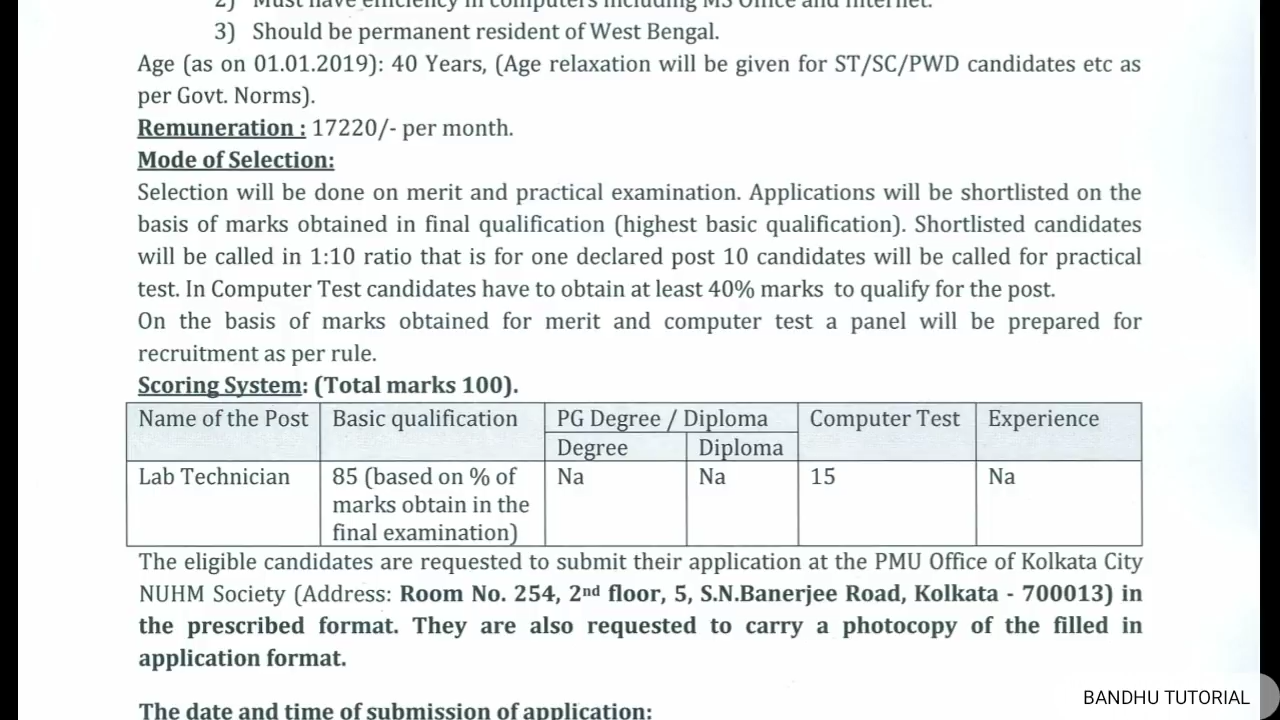 2) Must have efficiency in computers including MS Office and Internet.
3) Should be permanent resident of West Bengal.
Age (as on 01.01.2019): 40 Years, (Age relaxation will be given for ST/SC/PWD candidates etc as
per Govt. Norms).
Remuneration : 17220/- per month.
Mode of Selection:
Selection will be done on merit and practical examination. Applications will be shortlisted on the
basis of marks obtained in final qualification (highest basic qualification). Shortlisted candidates
will be called in 1:10 ratio that is for one declared post 10 candidates will be called for practical
test. In Computer Test candidates have to obtain at least 40% marks to qualify for the post.
On the basis of marks obtained for merit and computer test a panel will be prepared for
recruitment as per rule.
Scoring System: (Total marks 100).
Name of the Post Basic qualification PG Degree / Diploma Computer Test Experience
Degree Diploma
Lab Technician 85 (based on % of Na Na 15 Na
marks obtain in the
final examination)
The eligible candidates are requested to submit their application at the PMU Office of Kolkata City
NUHM Society (Address: Room No. 254, 2nd floor, 5, S.N.Banerjee Road, Kolkata - 700013) in
the prescribed format. They are also requested to carry a photocopy of the filled in
application format.
The date and time of submission of application:
BANDHU TUTORIAL